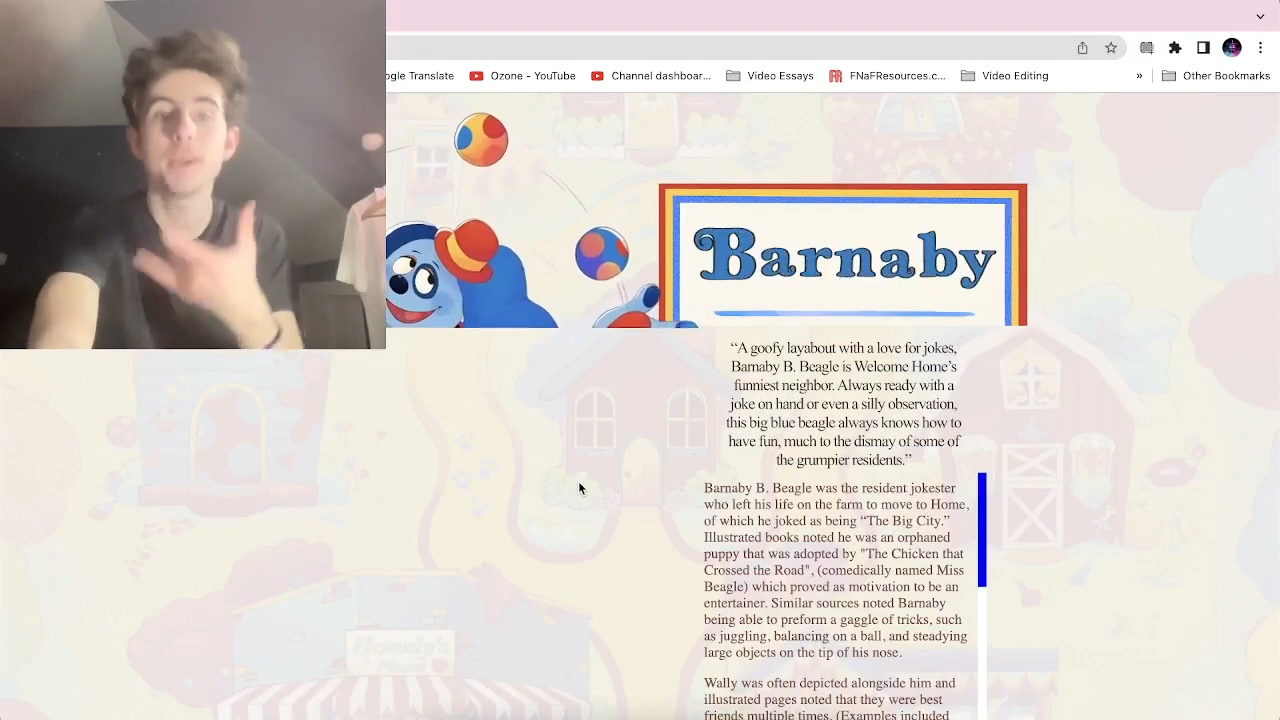 ogle Translate
Ozone - YouTube
Channel dashboar...
Video Essays
FNaFResources.c...
Video Editing
»
Other Bookmarks
Barnaby
“A goofy layabout with a love for jokes,
Barnaby B. Beagle is Welcome Home’s
funniest neighbor. Always ready with a
joke on hand or even a silly observation,
this big blue beagle always knows how to
have fun, much to the dismay of some of
the grumpier residents.”
Barnaby B. Beagle was the resident jokester
who left his life on the farm to move to Home,
of which he joked as being “The Big City.”
Illustrated books noted he was an orphaned
puppy that was adopted by "The Chicken that
Crossed the Road", (comedically named Miss
Beagle) which proved as motivation to be an
entertainer. Similar sources noted Barnaby
being able to preform a gaggle of tricks, such
as juggling, balancing on a ball, and steadying
large objects on the tip of his nose.
Wally was often depicted alongside him and
illustrated pages noted that they were best
friends multiple times. (Examples included
Howdy's